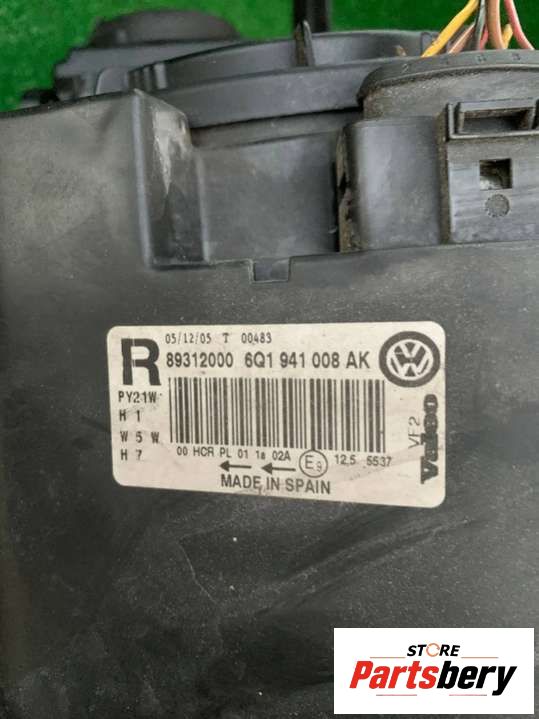 05/12/05 T 00483
R 89312000 6Q1 941 008 AK
PY21W
H 1
W 5 W
H 7
00 HCR PL 01 1a 02A E9 12,5 5537
MADE IN SPAIN
VF2
Valeo
STORE
Partsbery